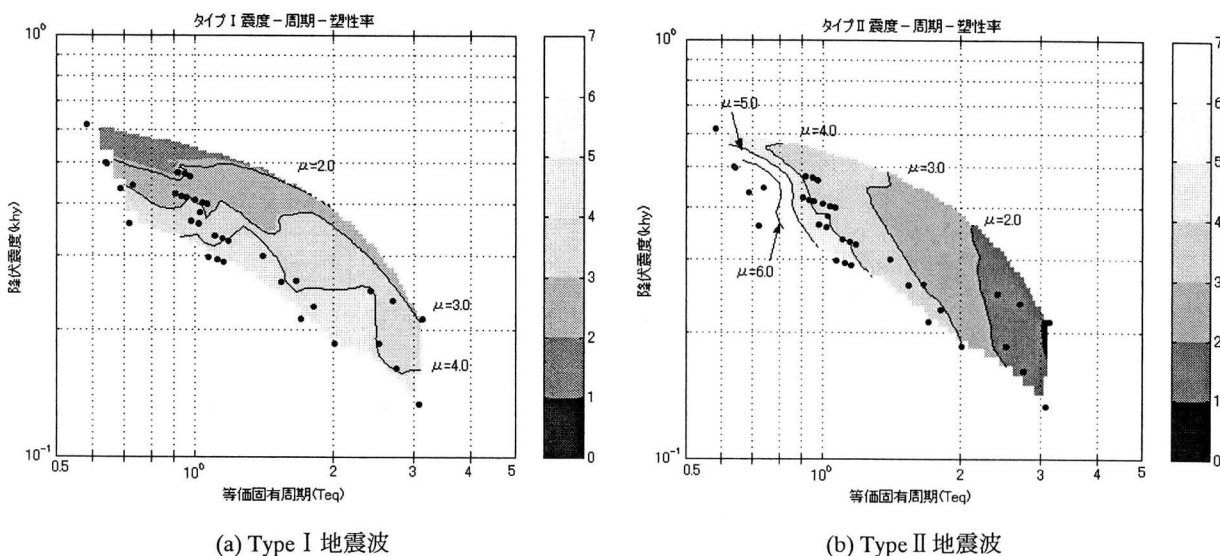 タイプⅠ震度－周期－塑性率
10⁰
10⁻¹
降伏震度(khy)
0.5
10⁰
2
3
4
5
等価固有周期(Teq)
μ=2.0
μ=3.0
μ=4.0
7
6
5
4
3
2
1
0
(a) Type Ⅰ 地震波
タイプⅡ震度－周期－塑性率
10⁰
10⁻¹
降伏震度(khy)
0.5
10⁰
2
3
4
5
等価固有周期(Teq)
μ=5.0
μ=4.0
μ=3.0
μ=2.0
μ=6.0
7
6
5
4
3
2
1
0
(b) Type Ⅱ 地震波